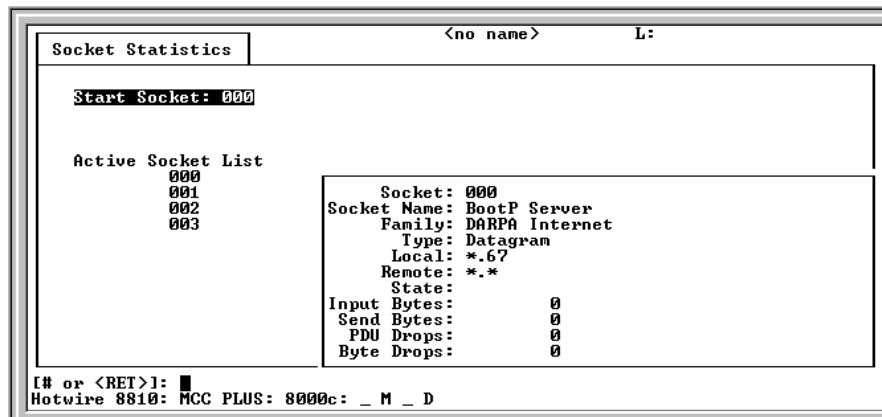 <no name> L:
Socket Statistics
Start Socket: 000
Active Socket List
000
001
002
003
Socket: 000
Socket Name: BootP Server
Family: DARPA Internet
Type: Datagram
Local: *.67
Remote: *.*
State:
Input Bytes: 0
Send Bytes: 0
PDU Drops: 0
Byte Drops: 0
[# or <RET>]:
Hotwire 8810: MCC PLUS: 8000c: _ M _ D